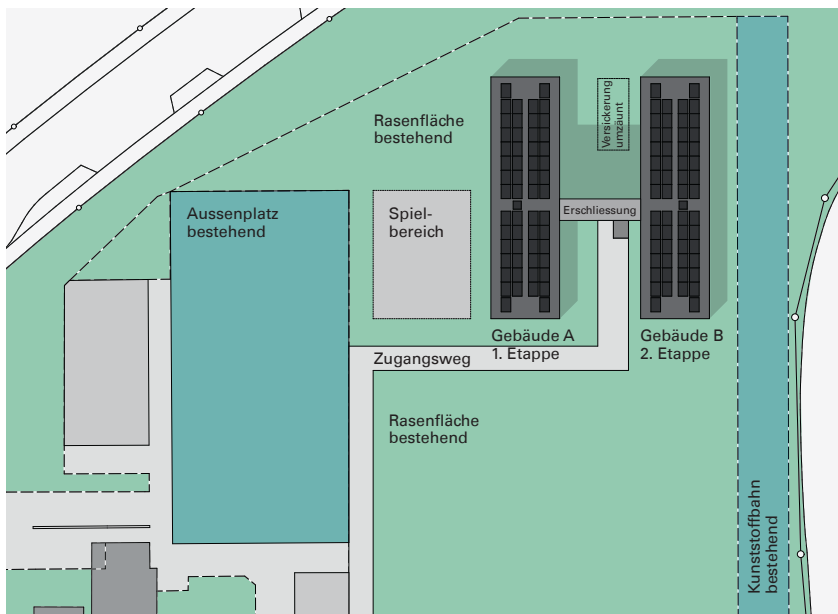 Rasenfläche
bestehend
Versickerung
umzäunt
Aussenplatz
bestehend
Spiel-
bereich
Erschliessung
Gebäude A
1. Etappe
Gebäude B
2. Etappe
Zugangsweg
Rasenfläche
bestehend
Kunststoffbahn
bestehend